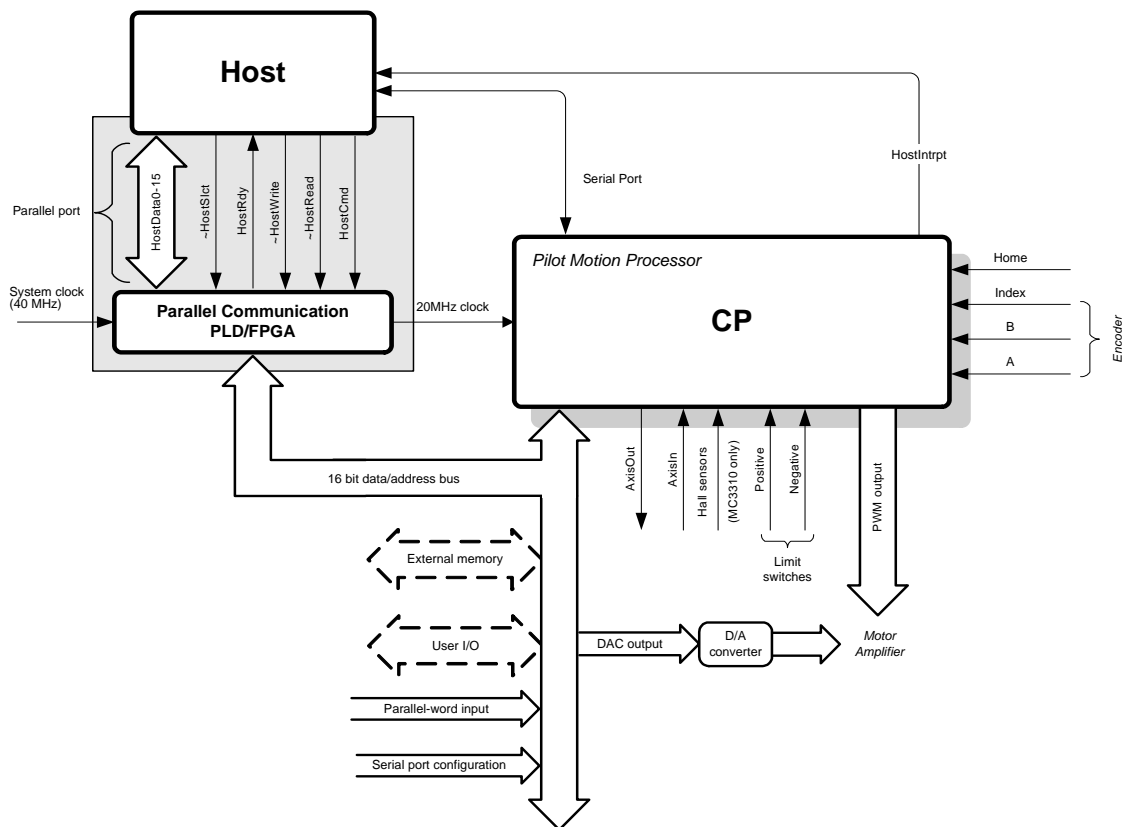 Host
HostIntrpt
Serial Port
Parallel port
HostData0-15
~HostSlct
HostRdy
~HostWrite
~HostRead
HostCmd
System clock
(40 MHz)
Parallel Communication
PLD/FPGA
20MHz clock
Pilot Motion Processor
CP
Home
Index
B
A
Encoder
AxisOut
AxisIn
Hall sensors
(MC3310 only)
Positive
Negative
Limit
switches
PWM output
16 bit data/address bus
External memory
User I/O
DAC output
D/A
converter
Motor
Amplifier
Parallel-word input
Serial port configuration